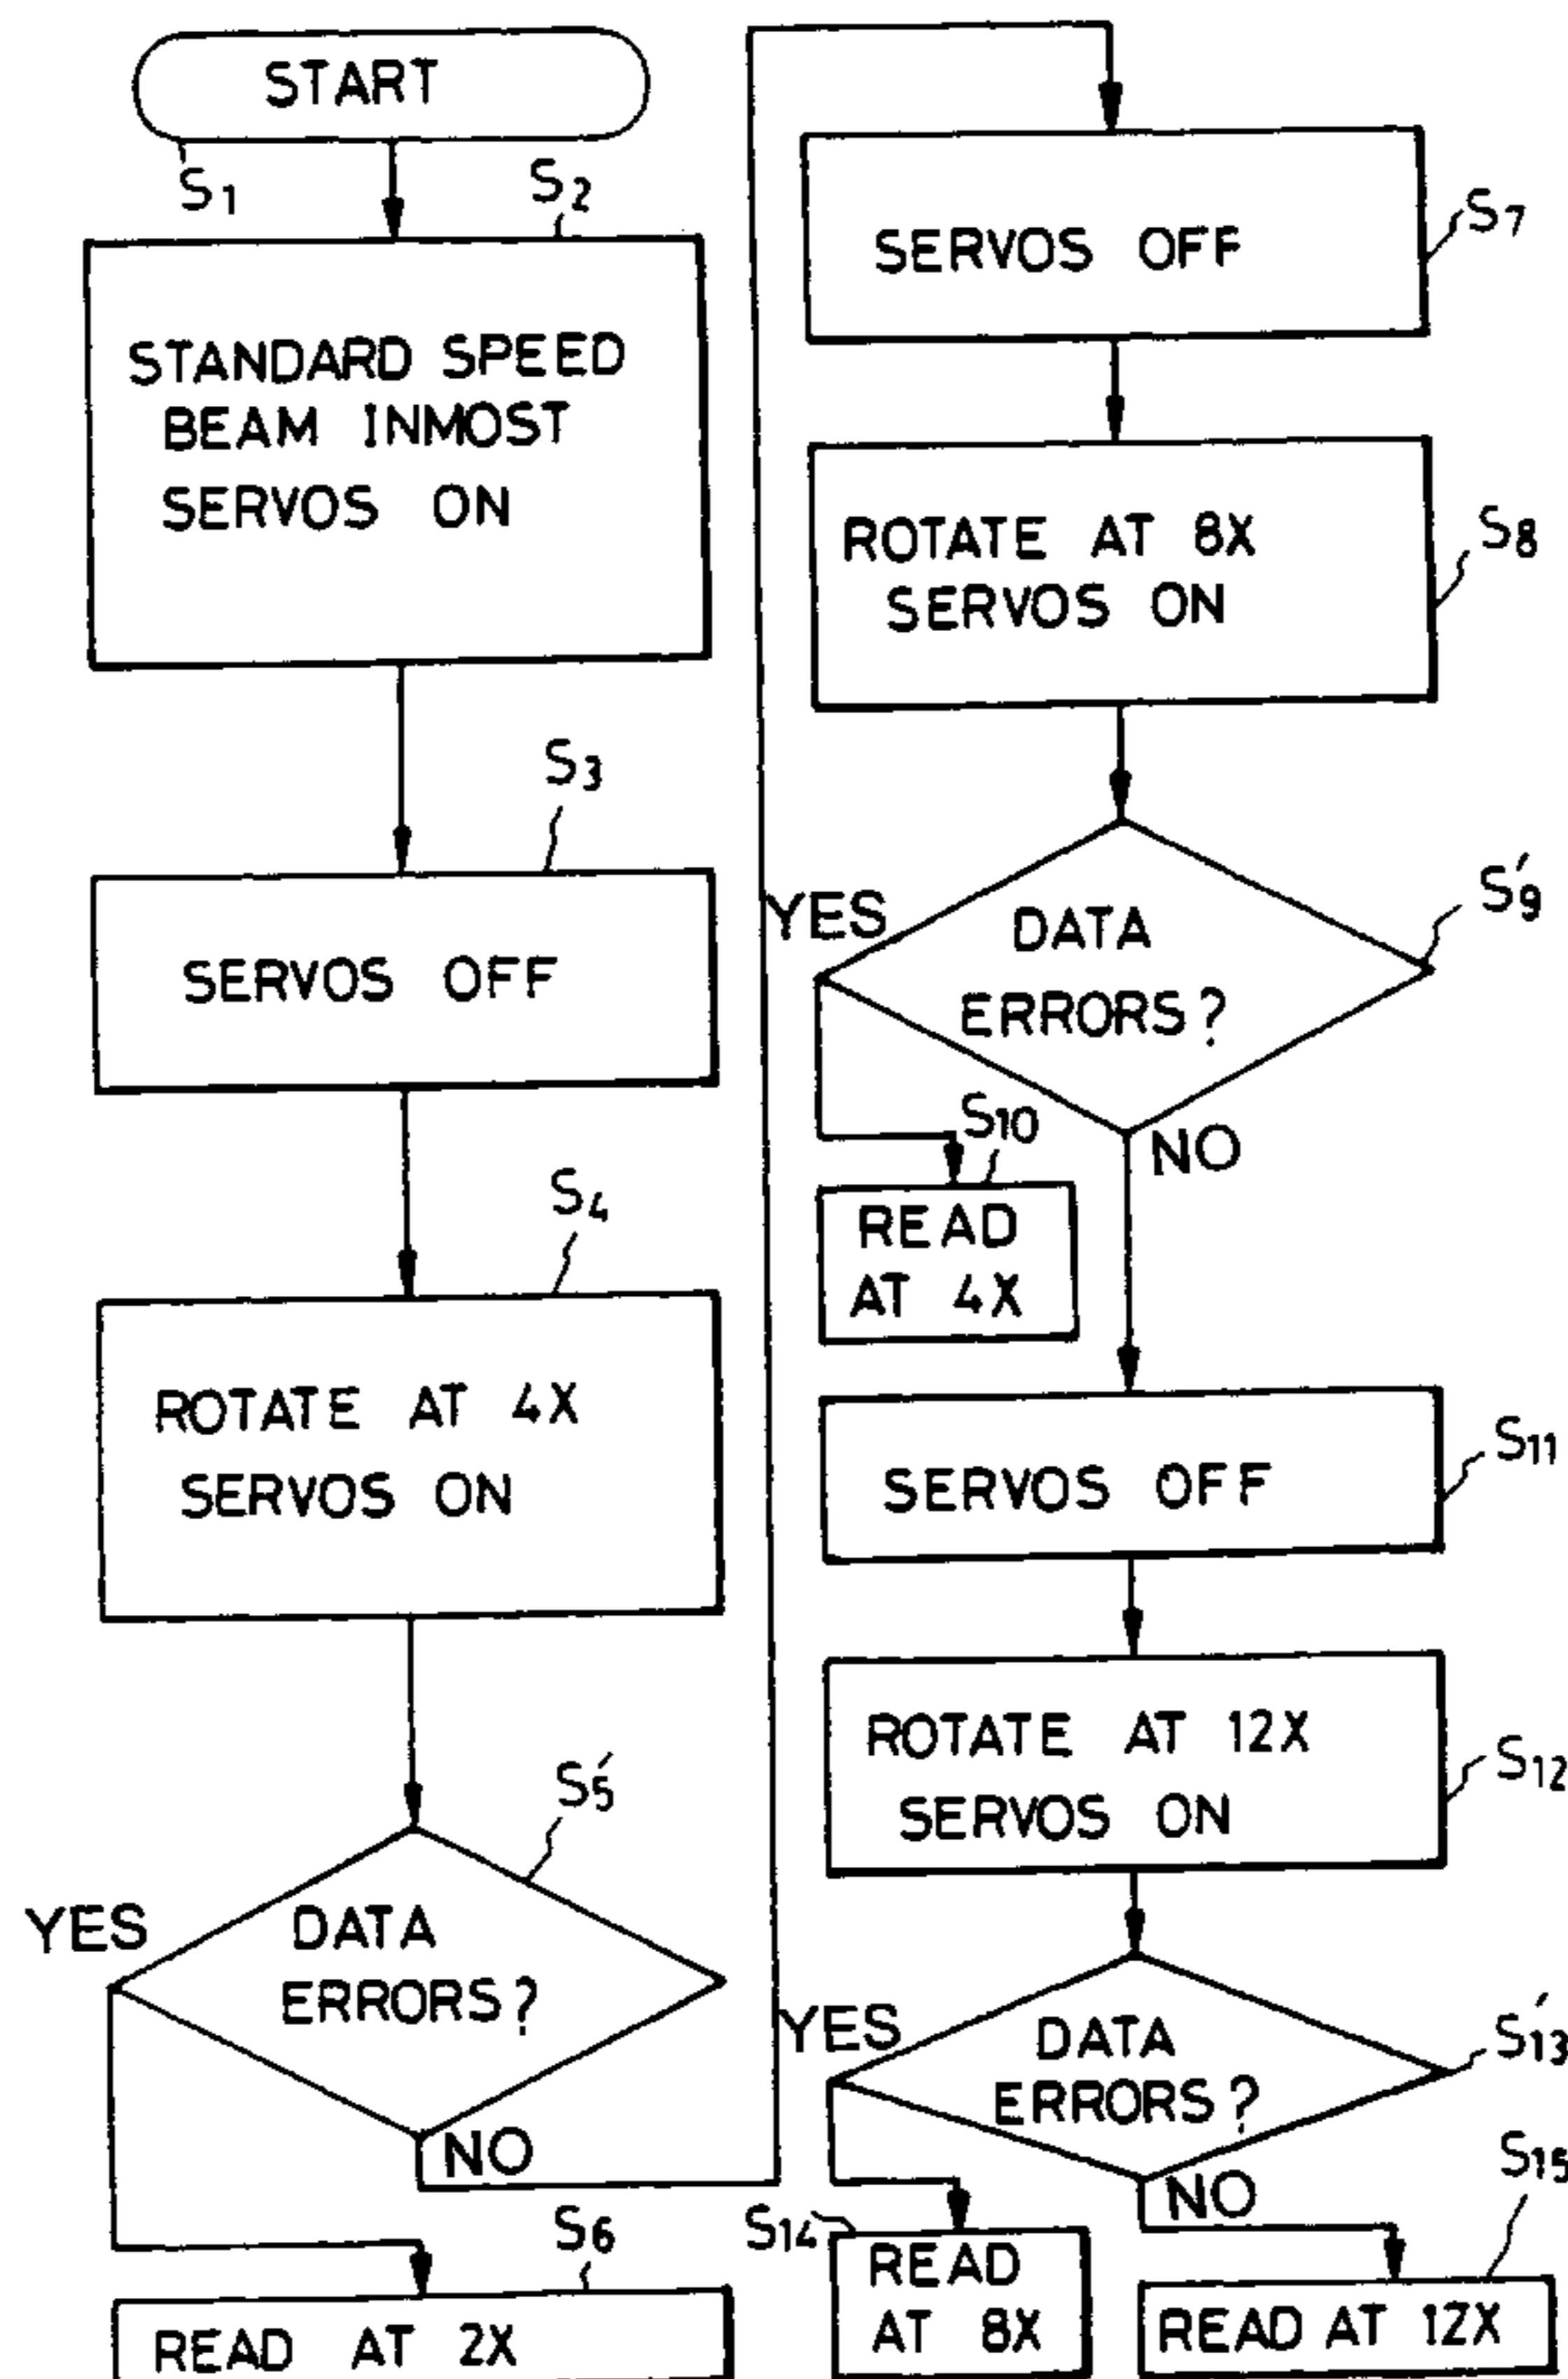 START
S1
S2
STANDARD SPEED
BEAM INMOST
SERVOS ON
S3
SERVOS OFF
S4
ROTATE AT 4X
SERVOS ON
S5'
DATA
ERRORS?
YES
NO
S6
READ AT 2X
SERVOS OFF
S7
ROTATE AT 8X
SERVOS ON
S8
DATA
ERRORS?
S9'
YES
NO
S10
READ
AT 4X
SERVOS OFF
S11
ROTATE AT 12X
SERVOS ON
S12
DATA
ERRORS?
S13'
YES
NO
S14
READ
AT 8X
S15
READ AT 12X